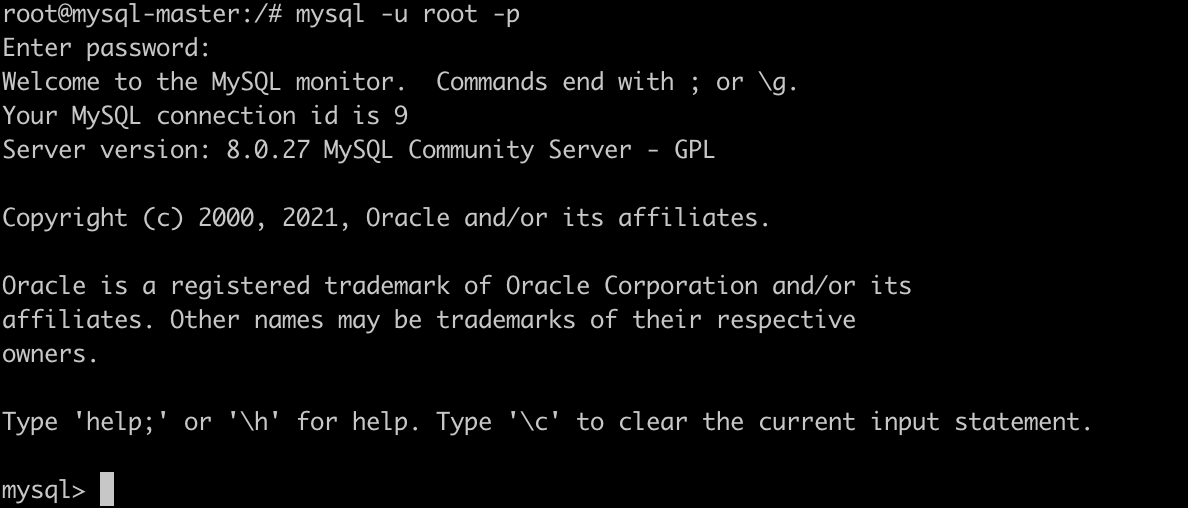 root@mysql-master:/# mysql -u root -p
Enter password:
Welcome to the MySQL monitor.  Commands end with ; or \g.
Your MySQL connection id is 9
Server version: 8.0.27 MySQL Community Server - GPL
Copyright (c) 2000, 2021, Oracle and/or its affiliates.
Oracle is a registered trademark of Oracle Corporation and/or its
affiliates. Other names may be trademarks of their respective
owners.
Type 'help;' or '\h' for help. Type '\c' to clear the current input statement.
mysql>